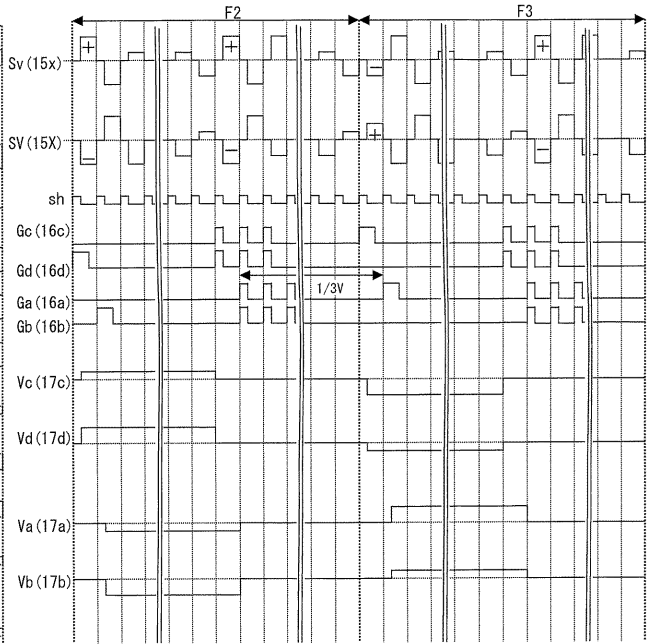 F2 F3
Sv(15x) + + - +
SV(15X) - - + -
sh
Gc(16c)
Gd(16d)
1/3V
Ga(16a)
Gb(16b)
Vc(17c)
Vd(17d)
Va(17a)
Vb(17b)